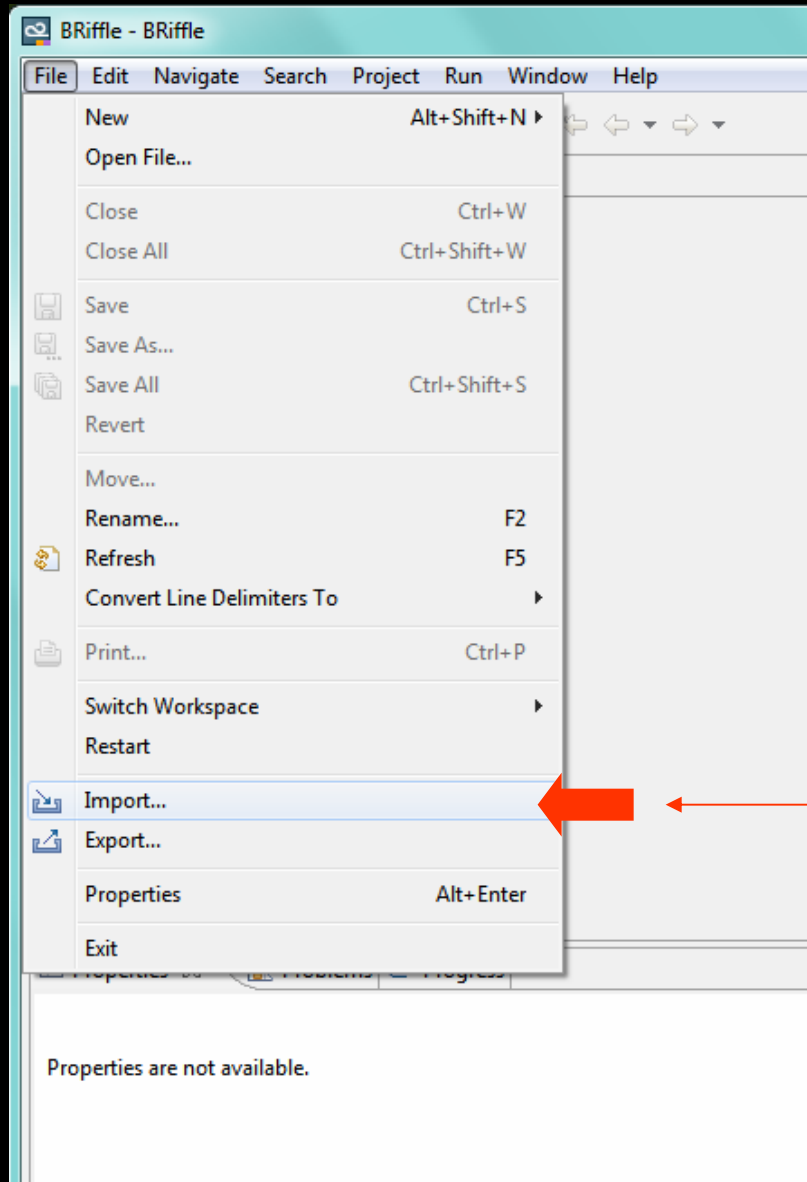 BRiffle - BRiffle
File Edit Navigate Search Project Run Window Help
New Alt+Shift+N
Open File...
Close Ctrl+W
Close All Ctrl+Shift+W
Save Ctrl+S
Save As...
Save All Ctrl+Shift+S
Revert
Move...
Rename... F2
Refresh F5
Convert Line Delimiters To
Print... Ctrl+P
Switch Workspace
Restart
Import...
Export...
Properties Alt+Enter
Exit
Properties Problems Progress
Properties are not available.